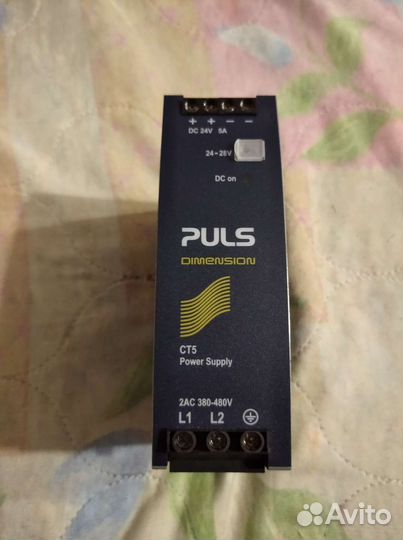 + + − −
DC 24V 5A
24–28V
DC on
PULS
DIMENSION
CT5
Power Supply
2AC 380-480V
L1 L2
Avito